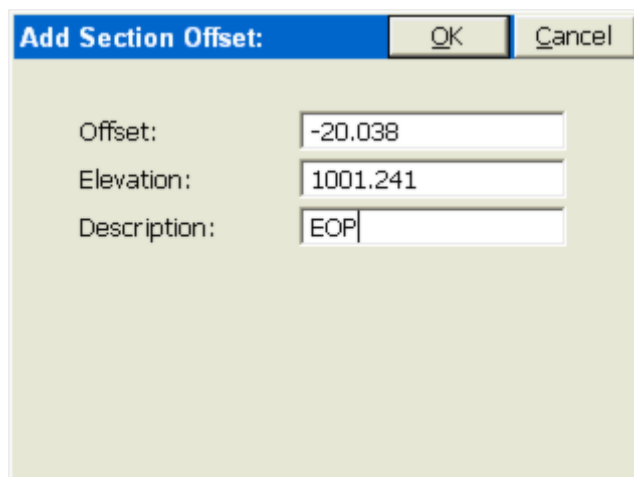 Add Section Offset: OK Cancel
Offset: -20.038
Elevation: 1001.241
Description: EOP